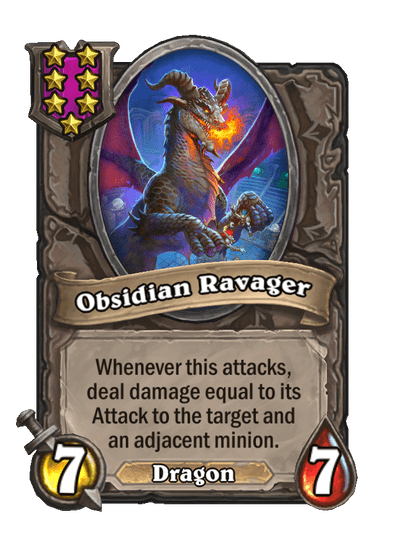 Obsidian Ravager
Whenever this attacks,
deal damage equal to its
Attack to the target and
an adjacent minion.
7
Dragon
7